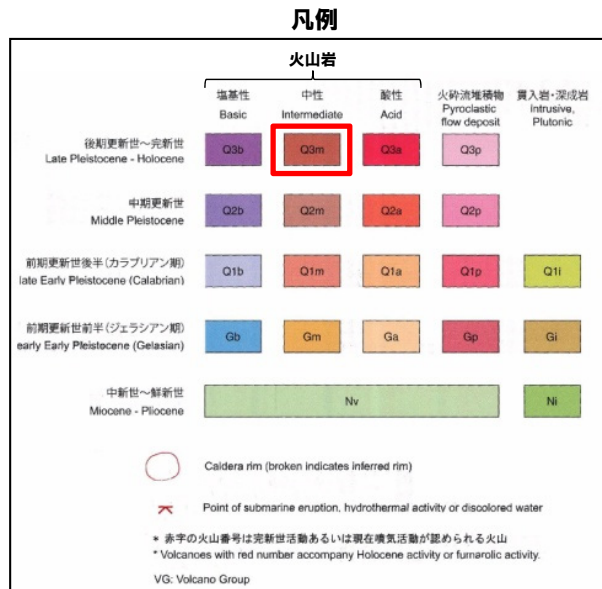 凡例
火山岩
塩基性 中性 酸性 火砕流堆積物 貫入岩・深成岩
Basic Intermediate Acid Pyroclastic flow deposit Intrusive, Plutonic
後期更新世～完新世
Late Pleistocene - Holocene
Q3b Q3m Q3a Q3p
中期更新世
Middle Pleistocene
Q2b Q2m Q2a Q2p
前期更新世後半（カラブリアン期）
late Early Pleistocene (Calabrian)
Q1b Q1m Q1a Q1p Q1i
前期更新世前半（ジェラシアン期）
early Early Pleistocene (Gelasian)
Gb Gm Ga Gp Gi
中新世～鮮新世
Miocene - Pliocene
Nv Ni
Caldera rim (broken indicates inferred rim)
Point of submarine eruption, hydrothermal activity or discolored water
* 赤字の火山番号は完新世活動あるいは現在噴気活動が認められる火山
* Volcanoes with red number accompany Holocene activity or fumarolic activity.
VG: Volcano Group